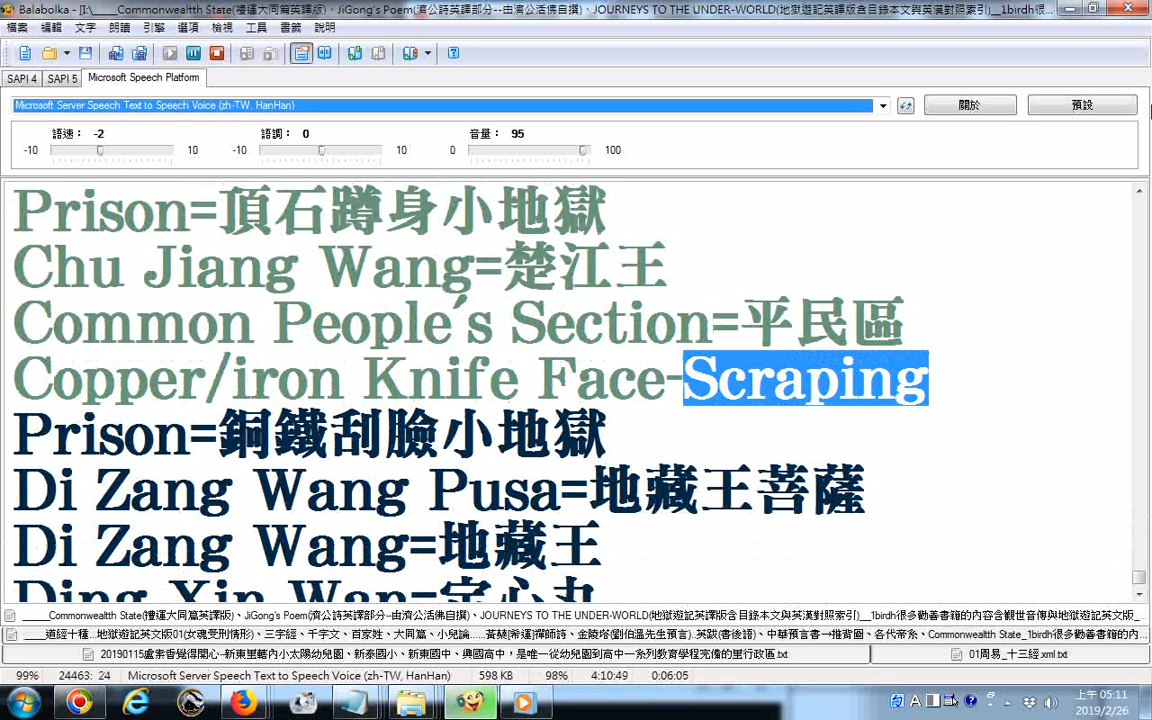 Balabolka - [I:\_____Commonwealtth State(禮運大同篇英譯版)、JiGong's Poem(濟公詩英譯部分--由濟公活佛自撰)、JOURNEYS TO THE UNDER-WORLD(地獄遊記英譯版含目錄本文與英漢對照索引)__1birdh很...
檔案 編輯 文字 朗讀 引擎 選項 檢視 工具 書籤 說明
SAPI 4 SAPI 5 Microsoft Speech Platform
Microsoft Server Speech Text to Speech Voice (zh-TW, HanHan) 關於 預設
語速： -2 語調： 0 音量： 95
-10 10 -10 10 0 100
Prison=頂石蹲身小地獄
Chu Jiang Wang=楚江王
Common People's Section=平民區
Copper/iron Knife Face-Scraping
Prison=銅鐵刮臉小地獄
Di Zang Wang Pusa=地藏王菩薩
Di Zang Wang=地藏王
Ding Xin Wan=定心丸
_____Commonwealtth State(禮運大同篇英譯版)、JiGong's Poem(濟公詩英譯部分--由濟公活佛自撰)、JOURNEYS TO THE UNDER-WORLD(地獄遊記英譯版含目錄本文與英漢對照索引)__1birdh很多勸善書籍的內容含觀世音傳與地獄遊記英文版_...
____道經十種...地獄遊記英文版01(女魂受刑情形)、三字經、千字文、百家姓、大同篇、小兒論......黃蘗[希運]禪師詩、金陵塔(劉伯溫先生預言).英譯(書後語)、中華預言書---推背圖、各代帝系、Commonwealtth State_1birdh很多勸善書籍的內...
20190115盧素香覺得開心--新東里轄內小太陽幼兒園、新泰國小、新東國中、興國高中，是唯一從幼兒園到高中一系列教育學程完備的里行政區.txt 01周易_十三經.xml.txt
99% 24463: 24 Microsoft Server Speech Text to Speech Voice (zh-TW, HanHan) 598 KB 98% 4:10:49 0:06:05
上午 05:11
2019/2/26